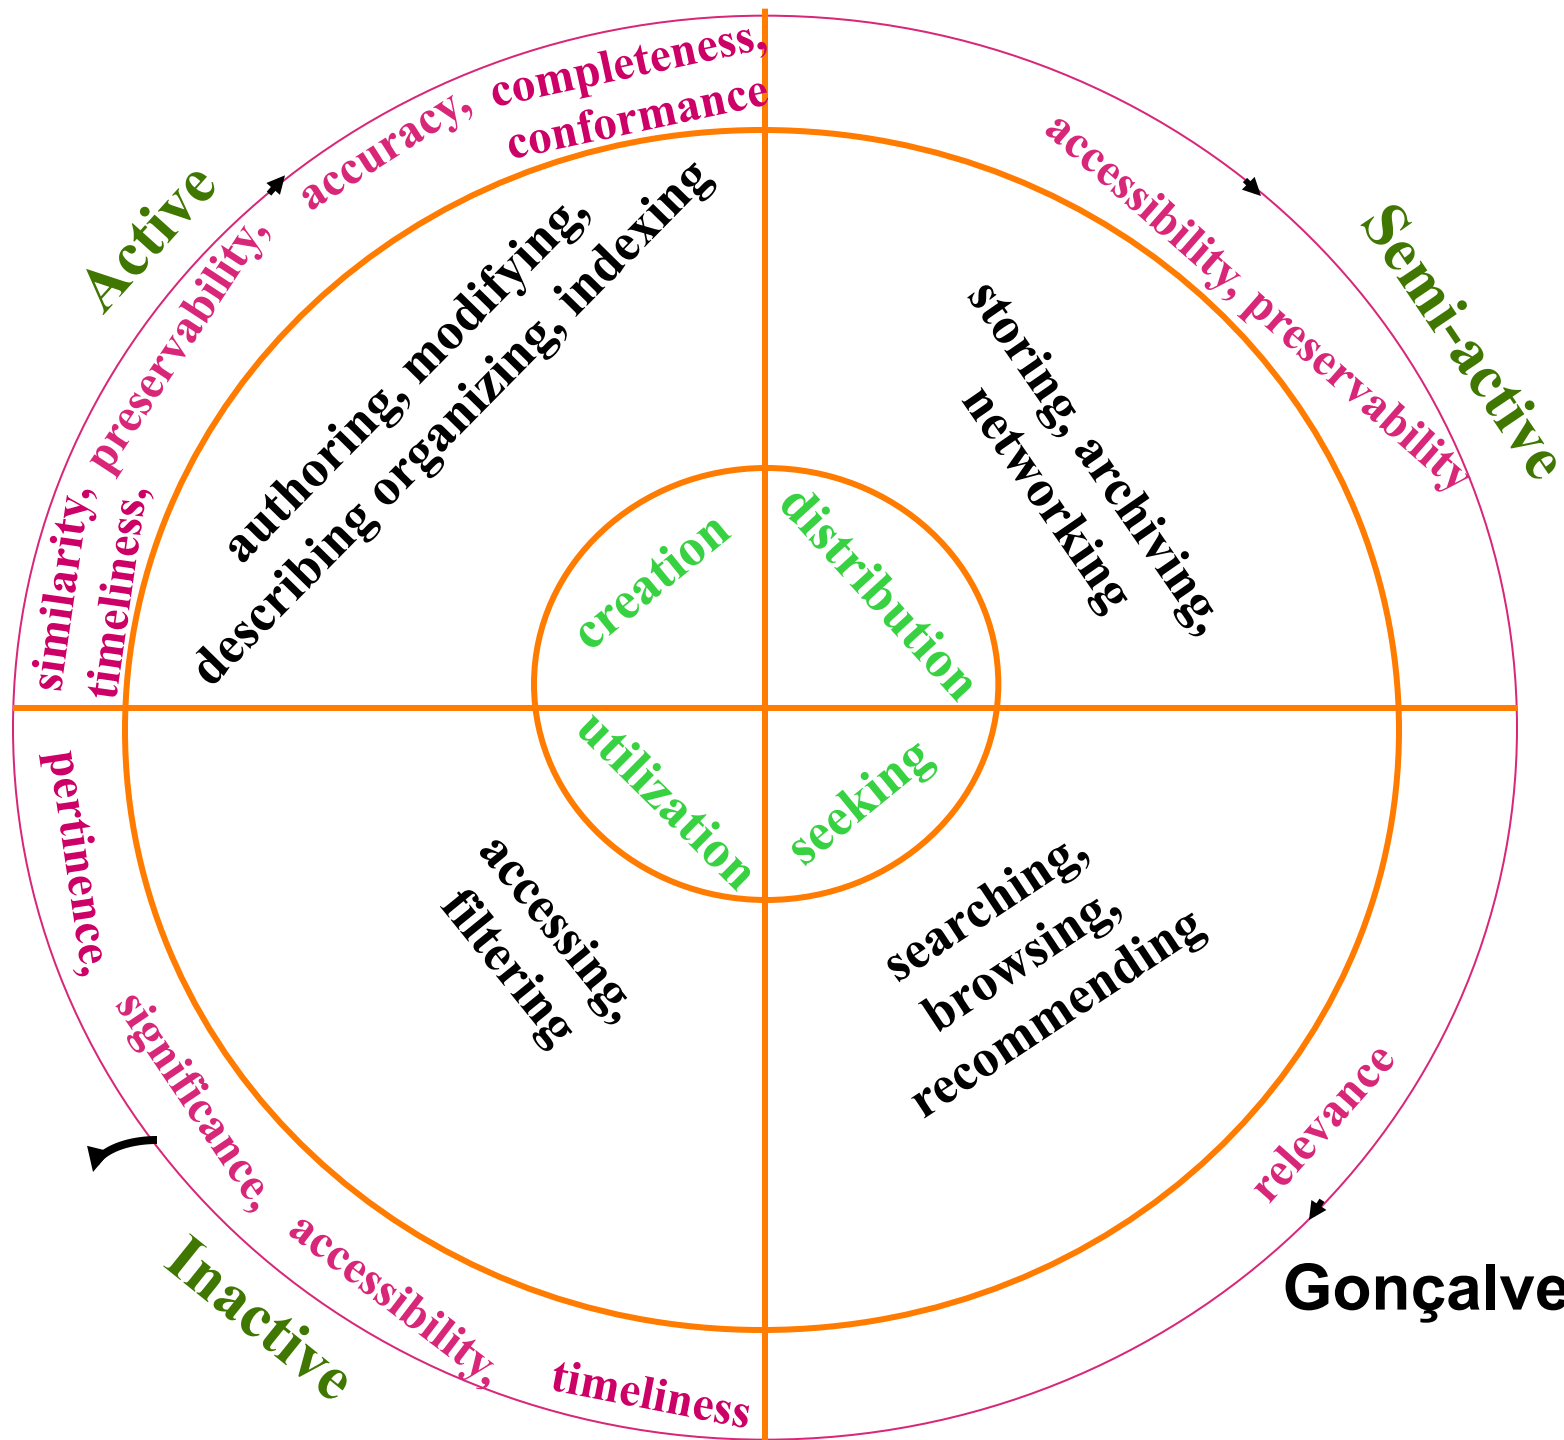 Active
similarity, preservability, accuracy, completeness,
timeliness, conformance
authoring, modifying,
describing organizing, indexing
creation
Semi-active
accessibility, preservability
storing, archiving,
networking
distribution
seeking
searching,
browsing,
recommending
relevance
utilization
accessing,
filtering
pertinence, significance, accessibility, timeliness
Inactive
Gonçalve